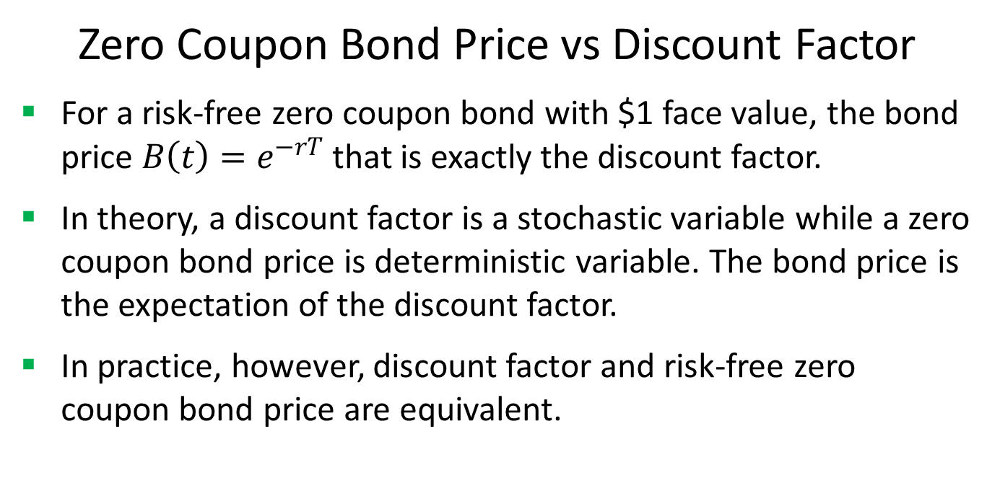 Zero Coupon Bond Price vs Discount Factor
▪ For a risk-free zero coupon bond with $1 face value, the bond
price B(t) = e^{−rT} that is exactly the discount factor.
▪ In theory, a discount factor is a stochastic variable while a zero
coupon bond price is deterministic variable. The bond price is
the expectation of the discount factor.
▪ In practice, however, discount factor and risk-free zero
coupon bond price are equivalent.